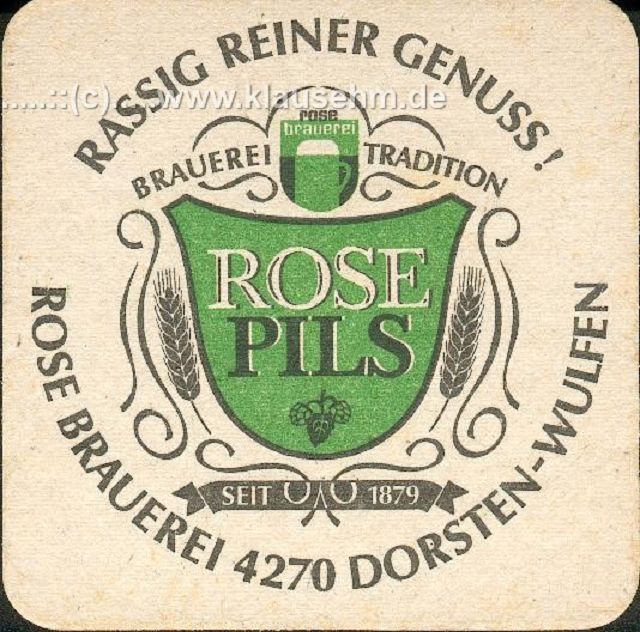 RASSIG REINER GENUSS!
.....::(c)....www.klausehm.de
rose
brauerei
BRAUEREI TRADITION
ROSE
PILS
SEIT 1879
ROSE BRAUEREI 4270 DORSTEN-WULFEN